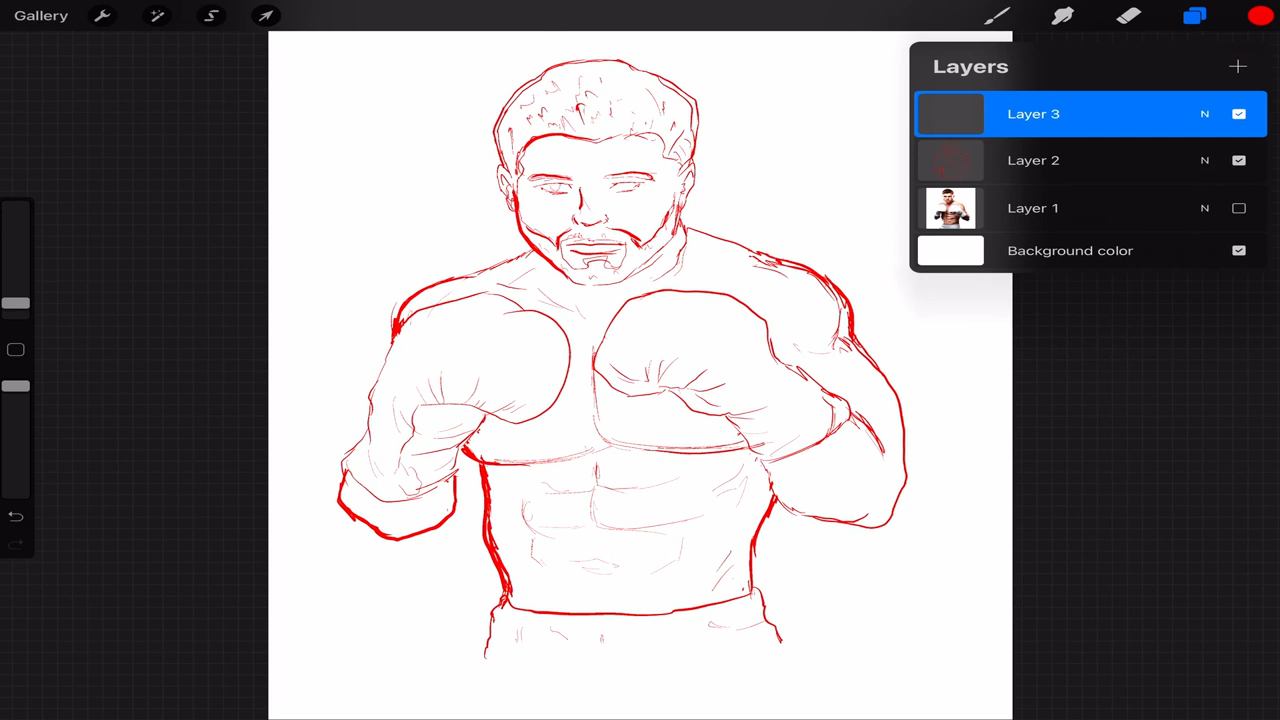 Gallery
Layers
Layer 3 N
Layer 2 N
Layer 1 N
Background color